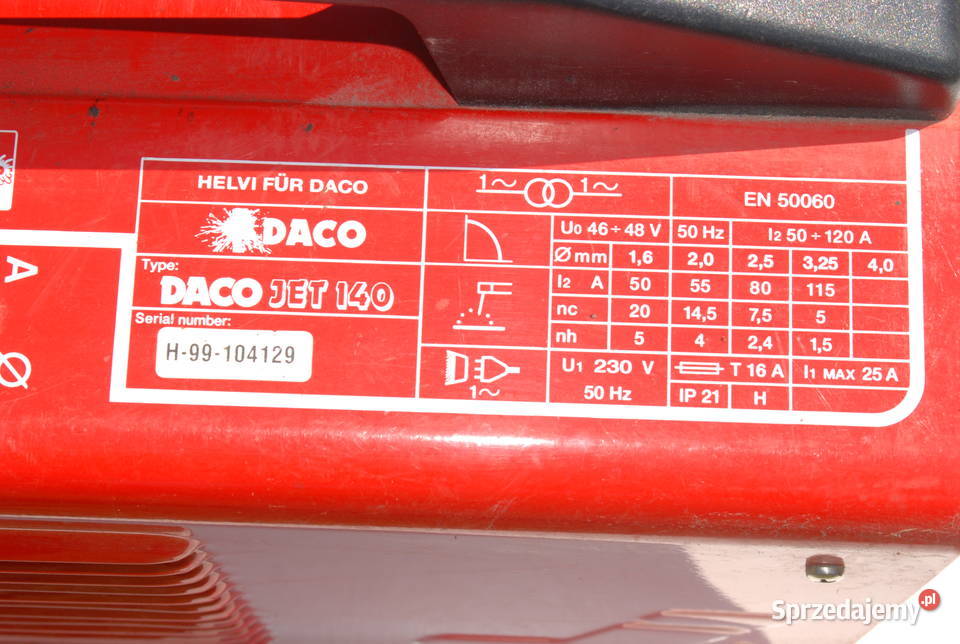 HELVI FÜR DACO
1~ 1~
EN 50060
DACO
U0 46÷48 V 50 Hz I2 50÷120 A
Ø mm 1,6 2,0 2,5 3,25 4,0
Type:
DACO JET 140
I2 A 50 55 80 115
nc 20 14,5 7,5 5
nh 5 4 2,4 1,5
Serial number:
H-99-104129
1~
U1 230 V
50 Hz
T 16 A
I1 MAX 25 A
IP 21 H
A
Ø
Sprzedajemy.pl